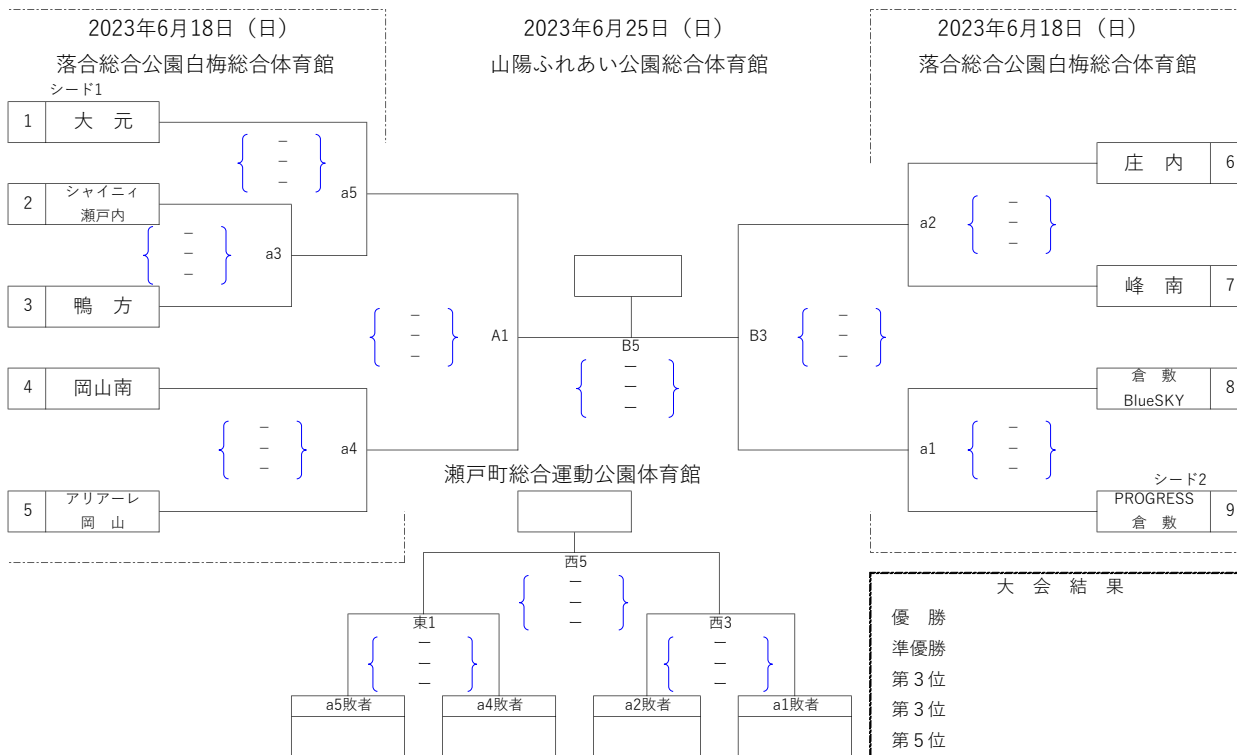 2023年6月18日（日）
落合総合公園白梅総合体育館
2023年6月25日（日）
山陽ふれあい公園総合体育館
2023年6月18日（日）
落合総合公園白梅総合体育館
シード1
1 大　元
－
－
－
a5
2 シャイニィ
瀬戸内
－
－
－
a3
3 鴨　方
－
－
－
A1
4 岡山南
－
－
－
a4
5 アリアーレ
岡　山
B5
－
－
－
庄　内 6
a2
－
－
－
峰　南 7
B3
－
－
－
倉　敷
BlueSKY 8
a1
－
－
－
シード2
PROGRESS
倉　敷 9
瀬戸町総合運動公園体育館
西5
－
－
－
東1
－
－
－
西3
－
－
－
a5敗者
a4敗者
a2敗者
a1敗者
大　会　結　果
優　勝
準優勝
第３位
第３位
第５位